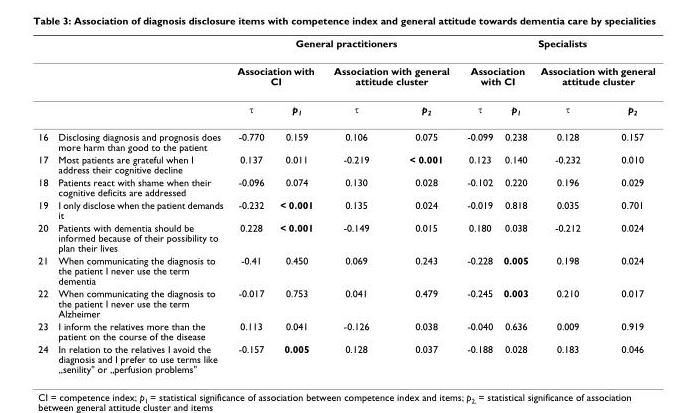 Table 3: Association of diagnosis disclosure items with competence index and general attitude towards dementia care by specialities
General practitioners Specialists
Association with CI Association with general attitude cluster Association with CI Association with general attitude cluster
τ p1 τ p2 τ p1 τ p2
16 Disclosing diagnosis and prognosis does -0.770 0.159 0.106 0.075 -0.099 0.238 0.128 0.157
more harm than good to the patient
17 Most patients are grateful when I 0.137 0.011 -0.219 < 0.001 0.123 0.140 -0.232 0.010
address their cognitive decline
18 Patients react with shame when their -0.096 0.074 0.130 0.028 -0.102 0.220 0.196 0.029
cognitive deficits are addressed
19 I only disclose when the patient demands -0.232 < 0.001 0.135 0.024 -0.019 0.818 0.035 0.701
it
20 Patients with dementia should be 0.228 < 0.001 -0.149 0.015 0.180 0.038 -0.212 0.024
informed because of their possibility to
plan their lives
21 When communicating the diagnosis to -0.41 0.450 0.069 0.243 -0.228 0.005 0.198 0.024
the patient I never use the term
dementia
22 When communicating the diagnosis to -0.017 0.753 0.041 0.479 -0.245 0.003 0.210 0.017
the patient I never use the term
Alzheimer
23 I inform the relatives more than the 0.113 0.041 -0.126 0.038 -0.040 0.636 0.009 0.919
patient on the course of the disease
24 In relation to the relatives I avoid the -0.157 0.005 0.128 0.037 -0.188 0.028 0.183 0.046
diagnosis and I prefer to use terms like
„senility" or „perfusion problems"
CI = competence index; p1 = statistical significance of association between competence index and items; p2 = statistical significance of association
between general attitude cluster and items